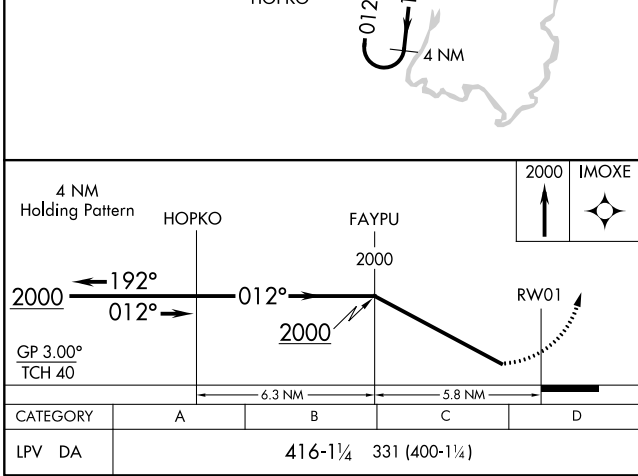 HOPKO
012
4 NM
4 NM
Holding Pattern
HOPKO
FAYPU
2000
2000
IMOXE
2000
192°
012°
012°
2000
RW01
GP 3.00°
TCH 40
6.3 NM
5.8 NM
CATEGORY A B C D
LPV DA 416-1¼ 331 (400-1¼)